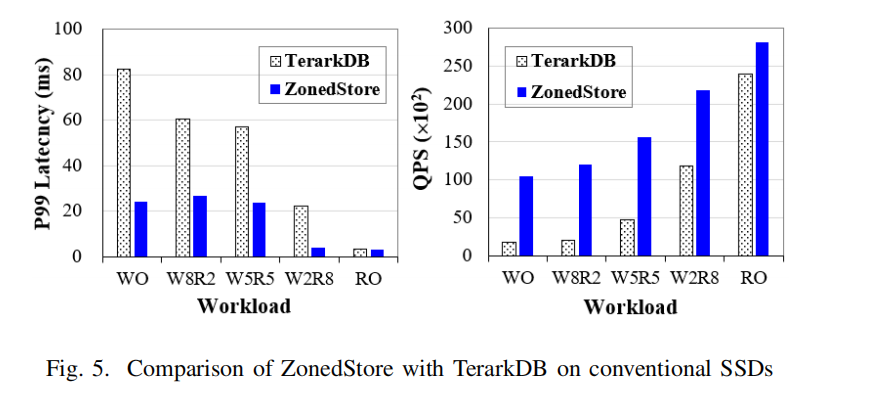 100
80
60
40
20
0
P99 Latecncy (ms)
TerarkDB
ZonedStore
WO W8R2 W5R5 W2R8 RO
Workload
300
250
200
150
100
50
0
QPS (×10²)
TerarkDB
ZonedStore
WO W8R2 W5R5 W2R8 RO
Workload
Fig. 5. Comparison of ZonedStore with TerarkDB on conventional SSDs